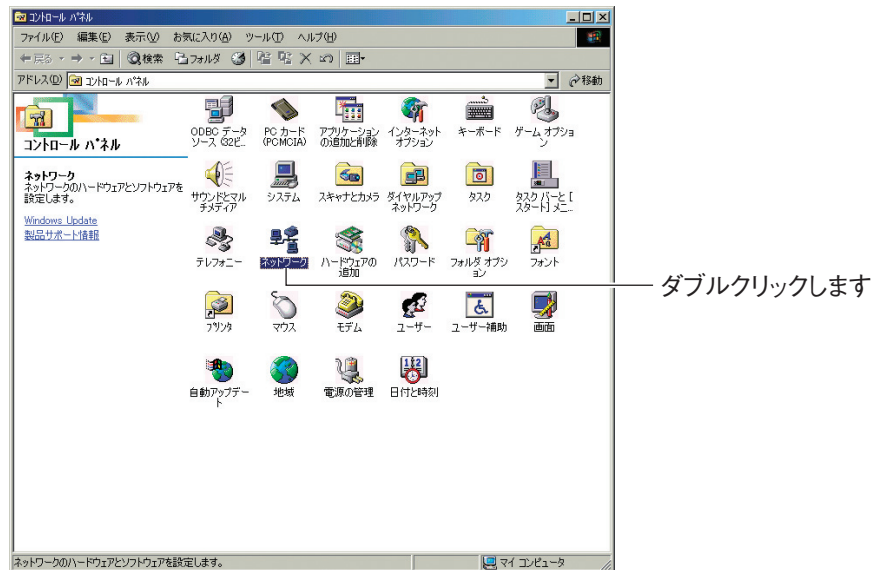 コントロール パネル
ファイル(F) 編集(E) 表示(V) お気に入り(A) ツール(T) ヘルプ(H)
戻る 検索 フォルダ
アドレス(D) コントロール パネル 移動
コントロール パネル
ネットワーク
ネットワークのハードウェアとソフトウェアを
設定します。
Windows Update
製品サポート情報
ODBC データ
ソース (32ビ...
PC カード
(PCMCIA)
アプリケーション
の追加と削除
インターネット
オプション
キーボード
ゲーム オプショ
ン
サウンドとマル
チメディア
システム
スキャナとカメラ
ダイヤルアップ
ネットワーク
タスク
タスク バーと [
スタート] メニ...
テレフォニー
ネットワーク
ハードウェアの
追加
パスワード
フォルダ オプシ
ョン
フォント
ダブルクリックします
プリンタ
マウス
モデム
ユーザー
ユーザー補助
画面
自動アップデー
ト
地域
電源の管理
日付と時刻
ネットワークのハードウェアとソフトウェアを設定します。
マイ コンピュータ